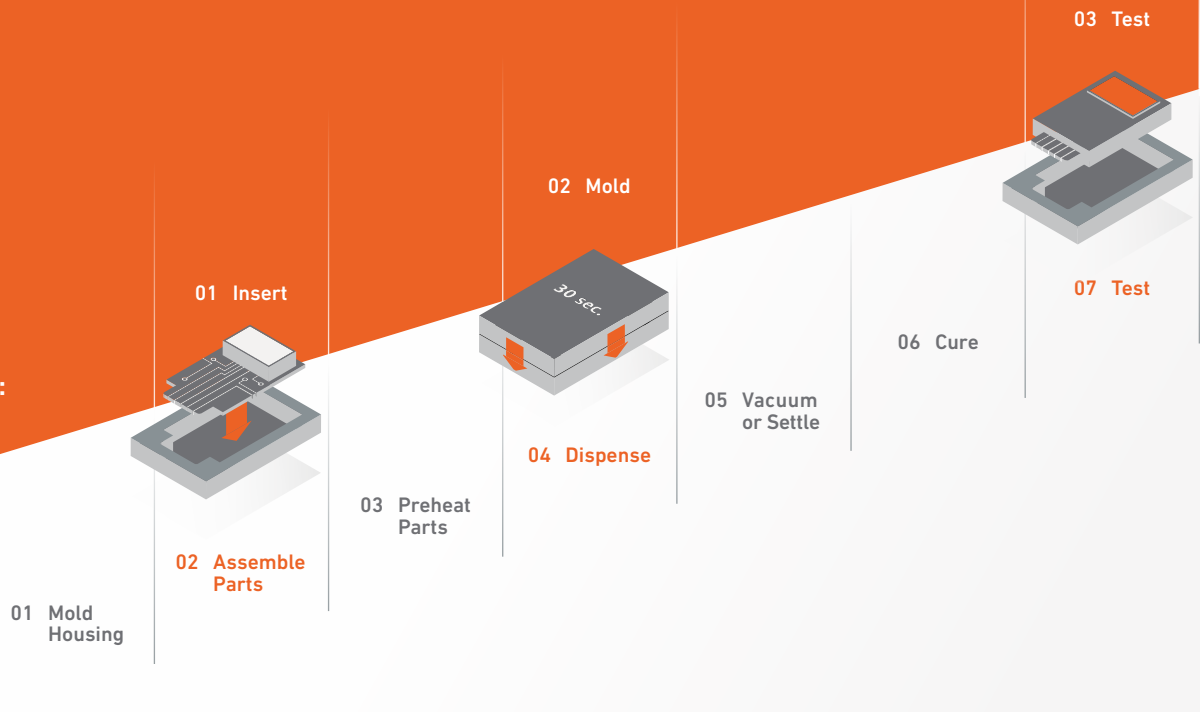 03 Test
02 Mold
01 Insert
30 sec.
:
07 Test
06 Cure
05 Vacuum
or Settle
04 Dispense
03 Preheat
Parts
02 Assemble
Parts
01 Mold
Housing